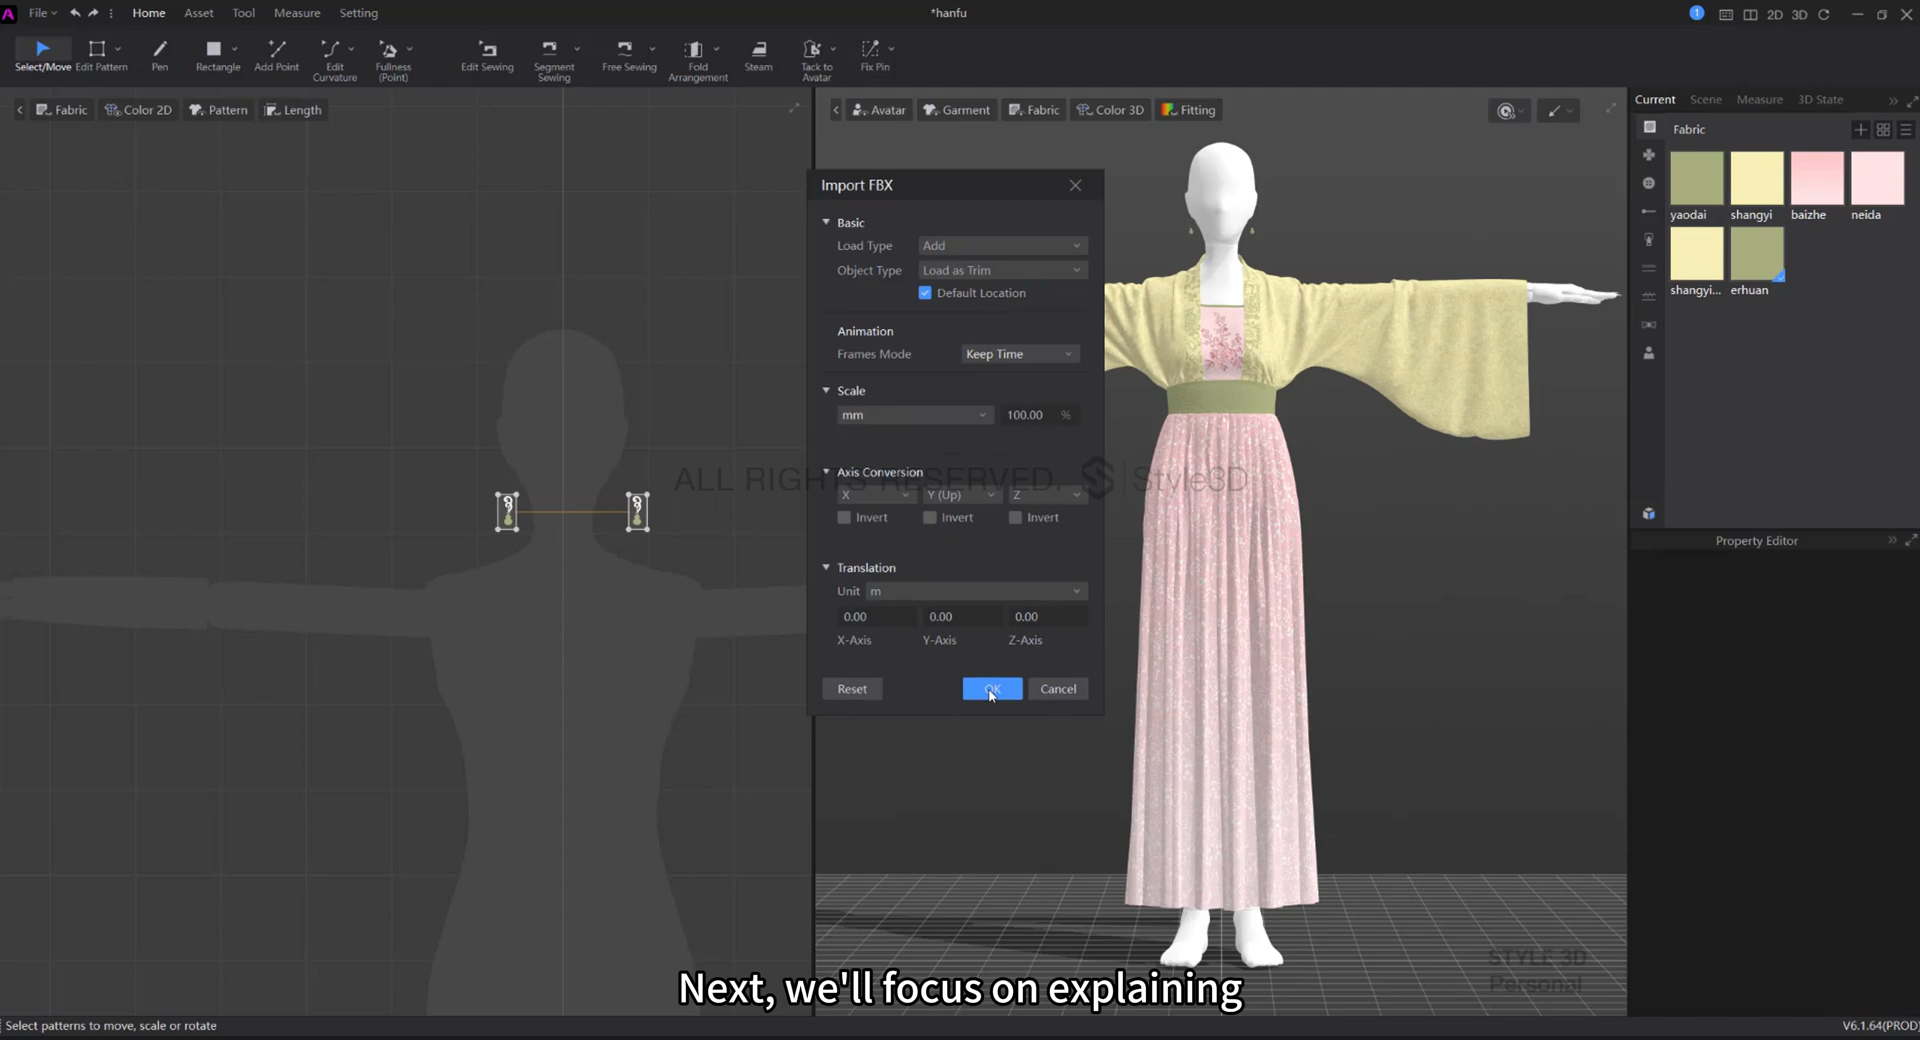 File Home Asset Tool Measure Setting *hanfu 1 2D 3D
Select/Move Edit Pattern Pen Rectangle Add Point Edit Curvature Fullness (Point) Edit Sewing Segment Sewing Free Sewing Fold Arrangement Steam Tack to Avatar Fix Pin
Fabric Color 2D Pattern Length
Avatar Garment Fabric Color 3D Fitting
Current Scene Measure 3D State
Fabric
yaodai shangyi baizhe neida
shangyi... erhuan
Property Editor
Import FBX
Basic
Load Type Add
Object Type Load as Trim
Default Location
Animation
Frames Mode Keep Time
Scale
mm 100.00 %
Axis Conversion
X Y (Up) Z
Invert Invert Invert
Translation
Unit m
0.00 0.00 0.00
X-Axis Y-Axis Z-Axis
Reset OK Cancel
ALL RIGHTS RESERVED. Style3D
STYLE 3D
Personal
Next, we'll focus on explaining
Select patterns to move, scale or rotate
V6.1.64(PROD)